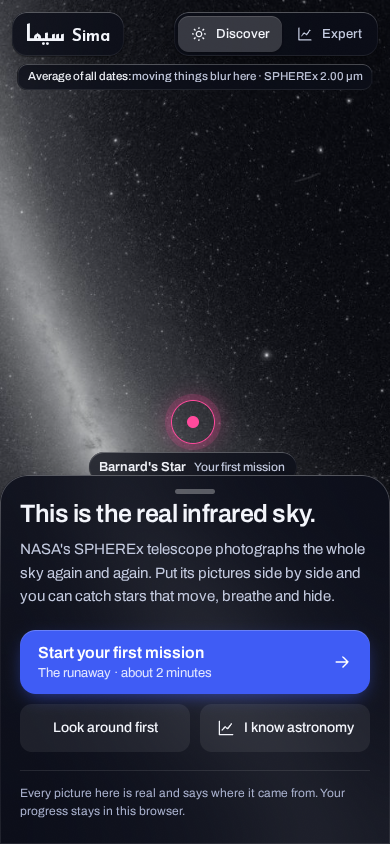 سيما Sima
Discover
Expert
Average of all dates: moving things blur here · SPHEREx 2.00 µm
Barnard's Star Your first mission
This is the real infrared sky.
NASA's SPHEREx telescope photographs the whole
sky again and again. Put its pictures side by side and
you can catch stars that move, breathe and hide.
Start your first mission
The runaway · about 2 minutes
Look around first
I know astronomy
Every picture here is real and says where it came from. Your
progress stays in this browser.